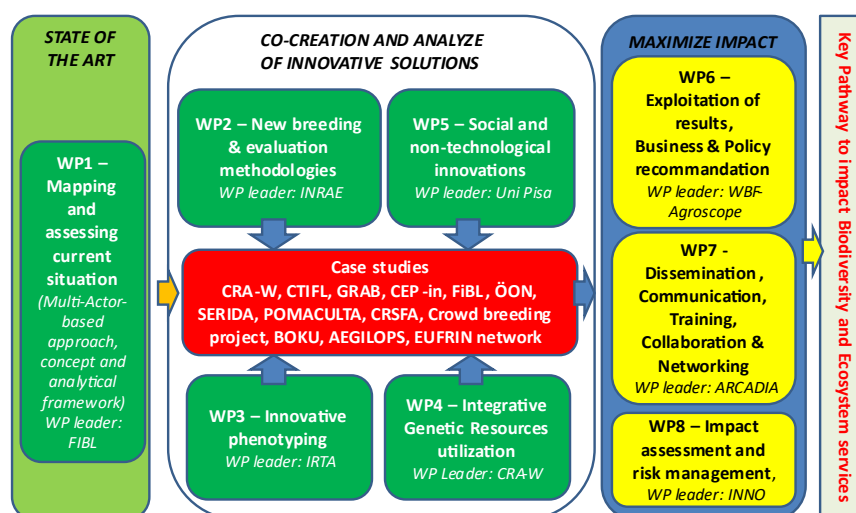 STATE OF
THE ART
WP1 –
Mapping
and
assessing
current
situation
(Multi-Actor-
based
approach,
concept and
analytical
framework)
WP leader:
FIBL
CO-CREATION AND ANALYZE
OF INNOVATIVE SOLUTIONS
WP2 – New breeding
& evaluation
methodologies
WP leader: INRAE
WP5 – Social and
non-technological
innovations
WP leader: Uni Pisa
Case studies
CRA-W, CTIFL, GRAB, CEP-in, FiBL, ÖON,
SERIDA, POMACULTA, CRSFA, Crowd breeding
project, BOKU, AEGILOPS, EUFRIN network
WP3 – Innovative
phenotyping
WP leader: IRTA
WP4 – Integrative
Genetic Resources
utilization
WP Leader: CRA-W
MAXIMIZE IMPACT
WP6 –
Exploitation of
results,
Business & Policy
recommandation
WP leader: WBF-
Agroscope
WP7 -
Dissemination ,
Communication,
Training,
Collaboration &
Networking
WP leader: ARCADIA
WP8 – Impact
assessment and
risk management,
WP leader: INNO
Key Pathway to impact Biodiversity and Ecosystem services